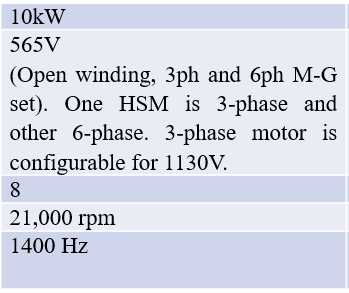 10kW
565V
(Open winding, 3ph and 6ph M-G
set). One HSM is 3-phase and
other 6-phase. 3-phase motor is
configurable for 1130V.
8
21,000 rpm
1400 Hz